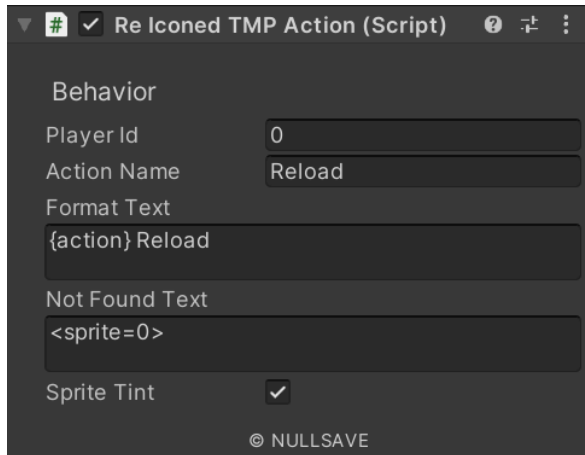 # Re Iconed TMP Action (Script)
Behavior
Player Id 0
Action Name Reload
Format Text
{action} Reload
Not Found Text
<sprite=0>
Sprite Tint
© NULLSAVE